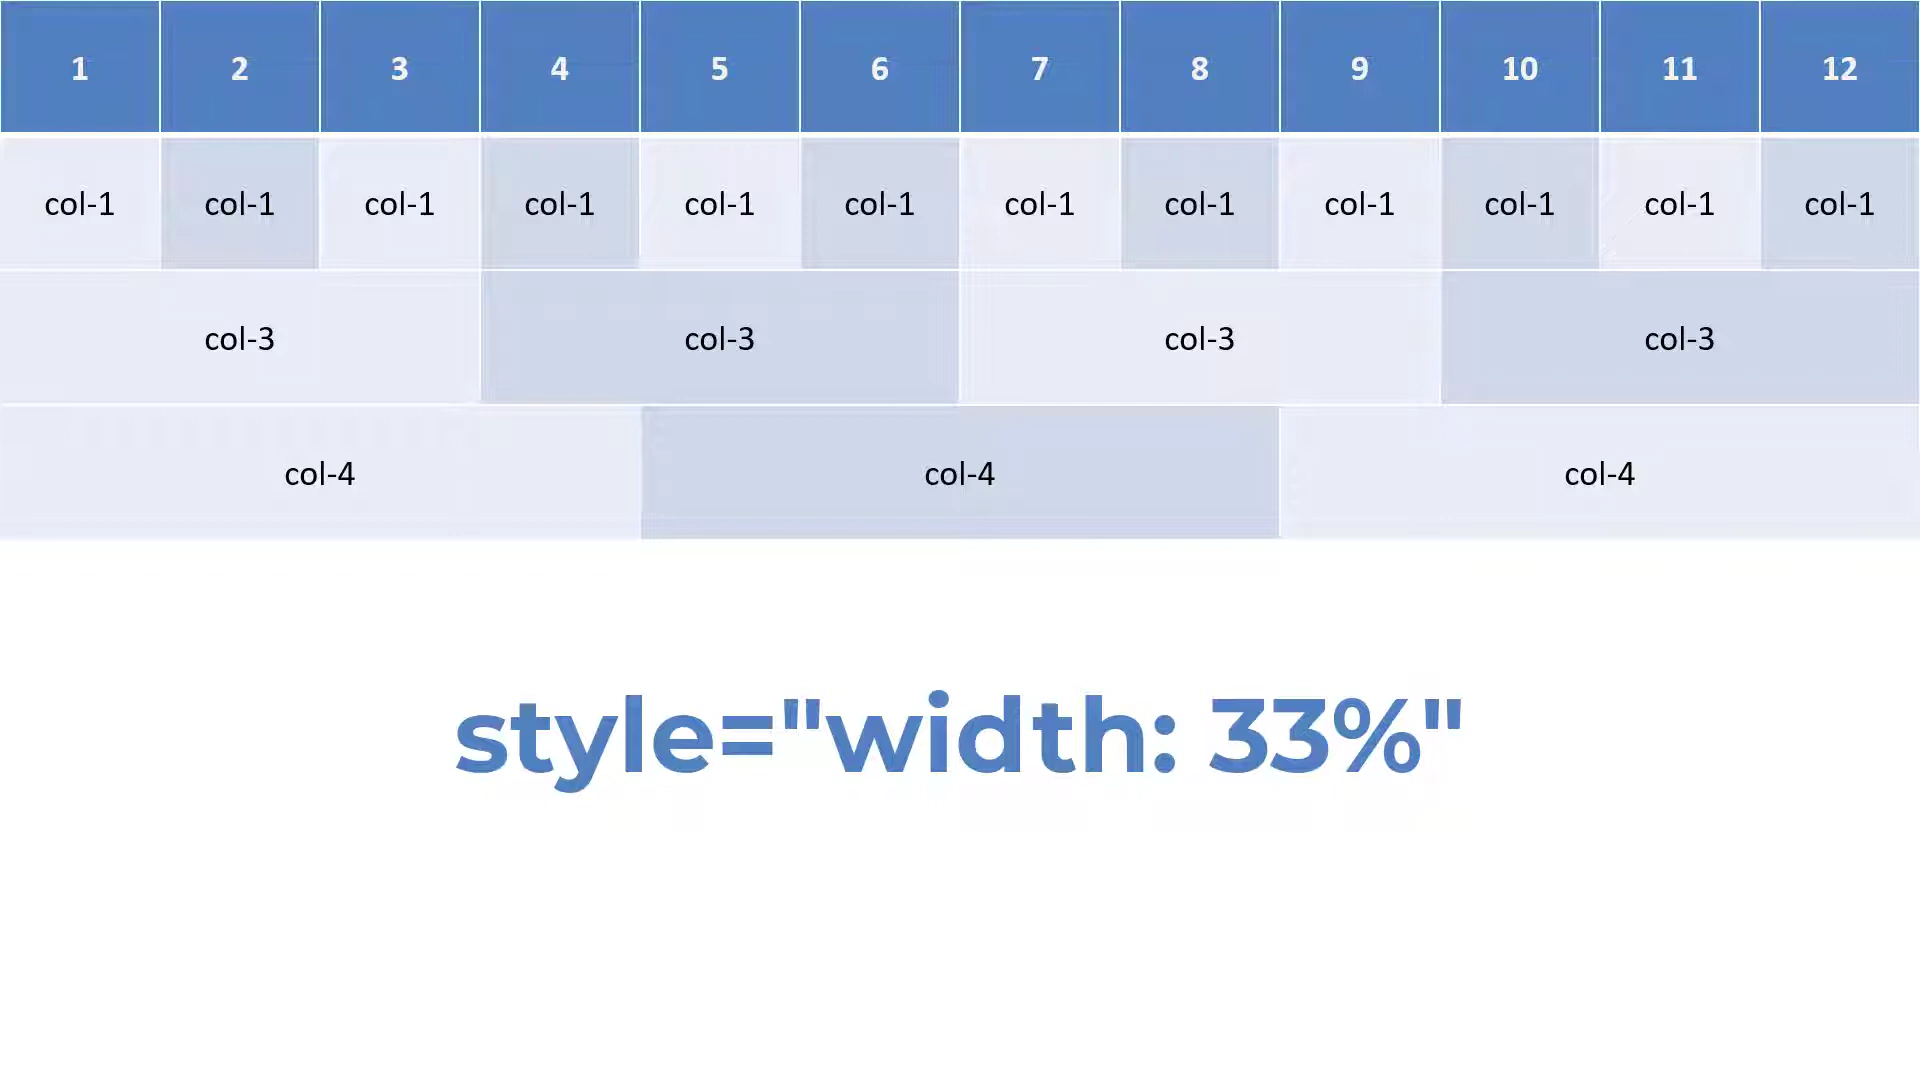 1 2 3 4 5 6 7 8 9 10 11 12
col-1 col-1 col-1 col-1 col-1 col-1 col-1 col-1 col-1 col-1 col-1 col-1
col-3 col-3 col-3 col-3
col-4 col-4 col-4
style="width: 33%"